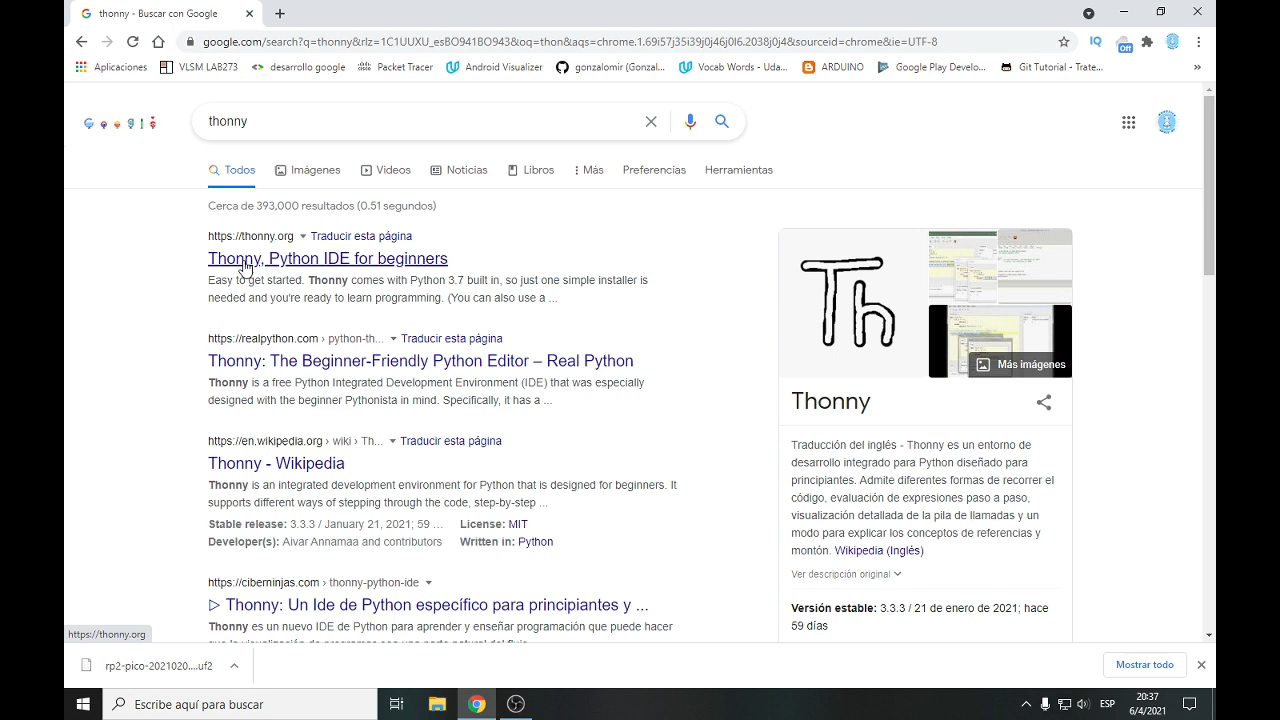 thonny - Buscar con Google
google.com/search?q=thonny&rlz=1C1UUXU_esBO941BO943&oq=thon&aqs=chrome.1.69i57j35i39j0j46j0l6.2038j0j4&sourceid=chrome&ie=UTF-8
IQ
Off
Aplicaciones VLSM LAB273 desarrollo google Packet Tracer Android Visualizer gonzalomir (Gonzal... Vocab Words - Uda... ARDUINO Google Play Develo... Git Tutorial - Trate... »
thonny
Todos Imágenes Videos Noticias Libros Más Preferencias Herramientas
Cerca de 393,000 resultados (0.51 segundos)
https://thonny.org Traducir esta página
Thonny, Python IDE for beginners
Easy to get started. Thonny comes with Python 3.7 built in, so just one simple installer is
needed and you're ready to learn programming. (You can also use a ...
https://realpython.com › python-th... Traducir esta página
Thonny: The Beginner-Friendly Python Editor – Real Python
Thonny is a free Python Integrated Development Environment (IDE) that was especially
designed with the beginner Pythonista in mind. Specifically, it has a ...
https://en.wikipedia.org › wiki › Th... Traducir esta página
Thonny - Wikipedia
Thonny is an integrated development environment for Python that is designed for beginners. It
supports different ways of stepping through the code, step-by-step ...
Stable release: 3.3.3 / January 21, 2021; 59 ... License: MIT
Developer(s): Aivar Annamaa and contributors Written in: Python
https://ciberninjas.com › thonny-python-ide
▷ Thonny: Un Ide de Python específico para principiantes y ...
Thonny es un nuevo IDE de Python para aprender y enseñar programación que puede hacer
Th
Más imágenes
Thonny
Traducción del inglés - Thonny es un entorno de
desarrollo integrado para Python diseñado para
principiantes. Admite diferentes formas de recorrer el
código, evaluación de expresiones paso a paso,
visualización detallada de la pila de llamadas y un
modo para explicar los conceptos de referencias y
montón. Wikipedia (Inglés)
Ver descripción original
Versión estable: 3.3.3 / 21 de enero de 2021; hace
59 días
https://thonny.org
rp2-pico-2021020....uf2
Mostrar todo
Escribe aquí para buscar
ESP
20:37
6/4/2021